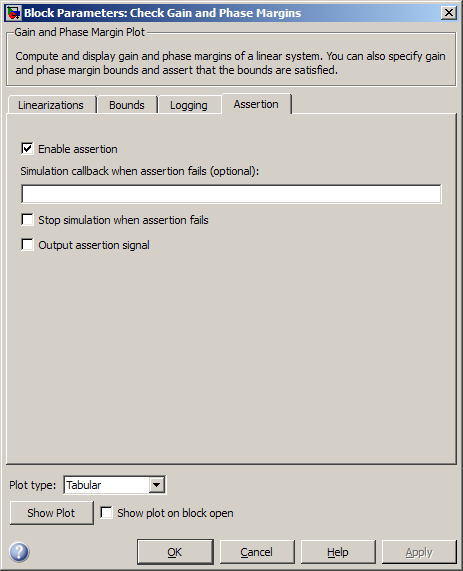 Block Parameters: Check Gain and Phase Margins
Gain and Phase Margin Plot
Compute and display gain and phase margins of a linear system. You can also specify gain
and phase margin bounds and assert that the bounds are satisfied.
Linearizations Bounds Logging Assertion
Enable assertion
Simulation callback when assertion fails (optional):
Stop simulation when assertion fails
Output assertion signal
Plot type: Tabular
Show Plot Show plot on block open
? OK Cancel Help Apply